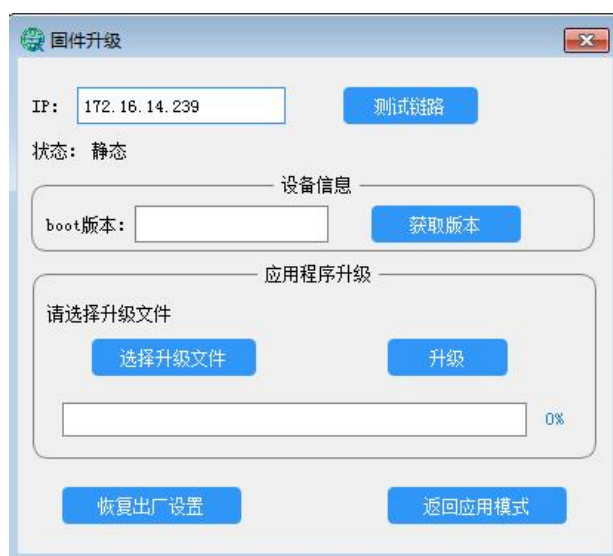 固件升级
IP: 172.16.14.239 测试链路
状态: 静态
设备信息
boot版本: 获取版本
应用程序升级
请选择升级文件
选择升级文件 升级
0%
恢复出厂设置 返回应用模式